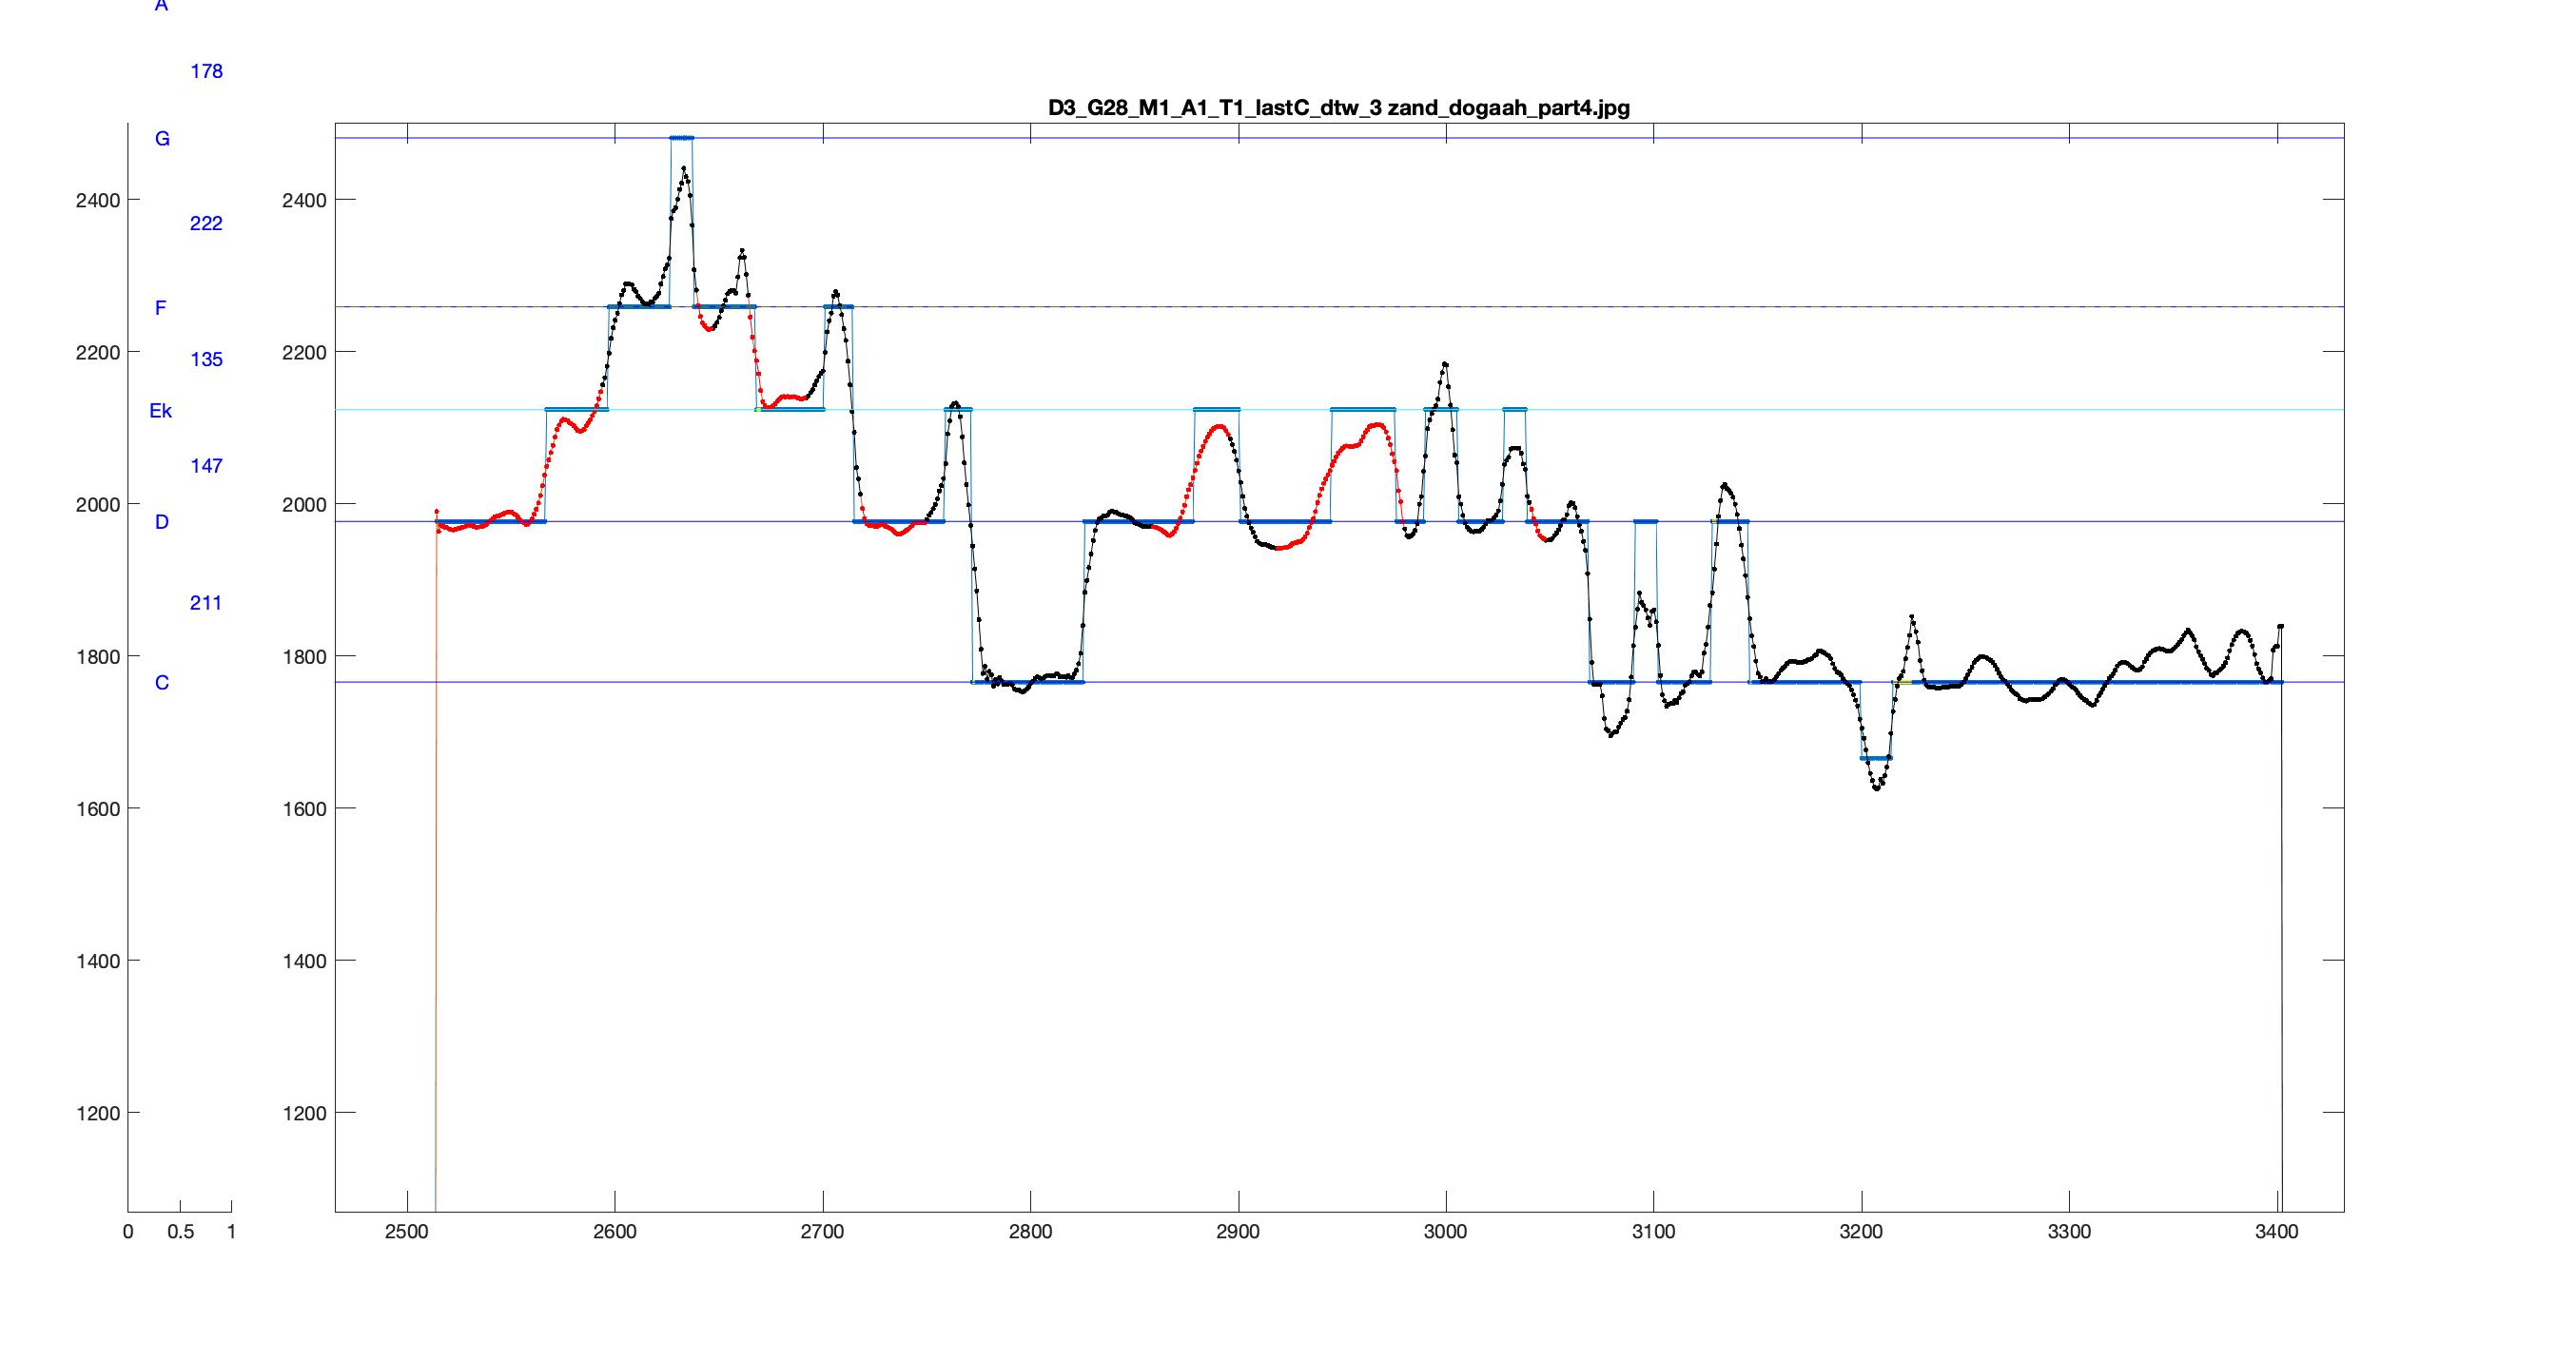 A
178
D3_G28_M1_A1_T1_lastC_dtw_3 zand_dogaah_part4.jpg
G
2400 2400
222
F
2200 2200
135
Ek
147
2000 2000
D
211
1800 1800
C
1600 1600
1400 1400
1200 1200
0 0.5 1 2500 2600 2700 2800 2900 3000 3100 3200 3300 3400